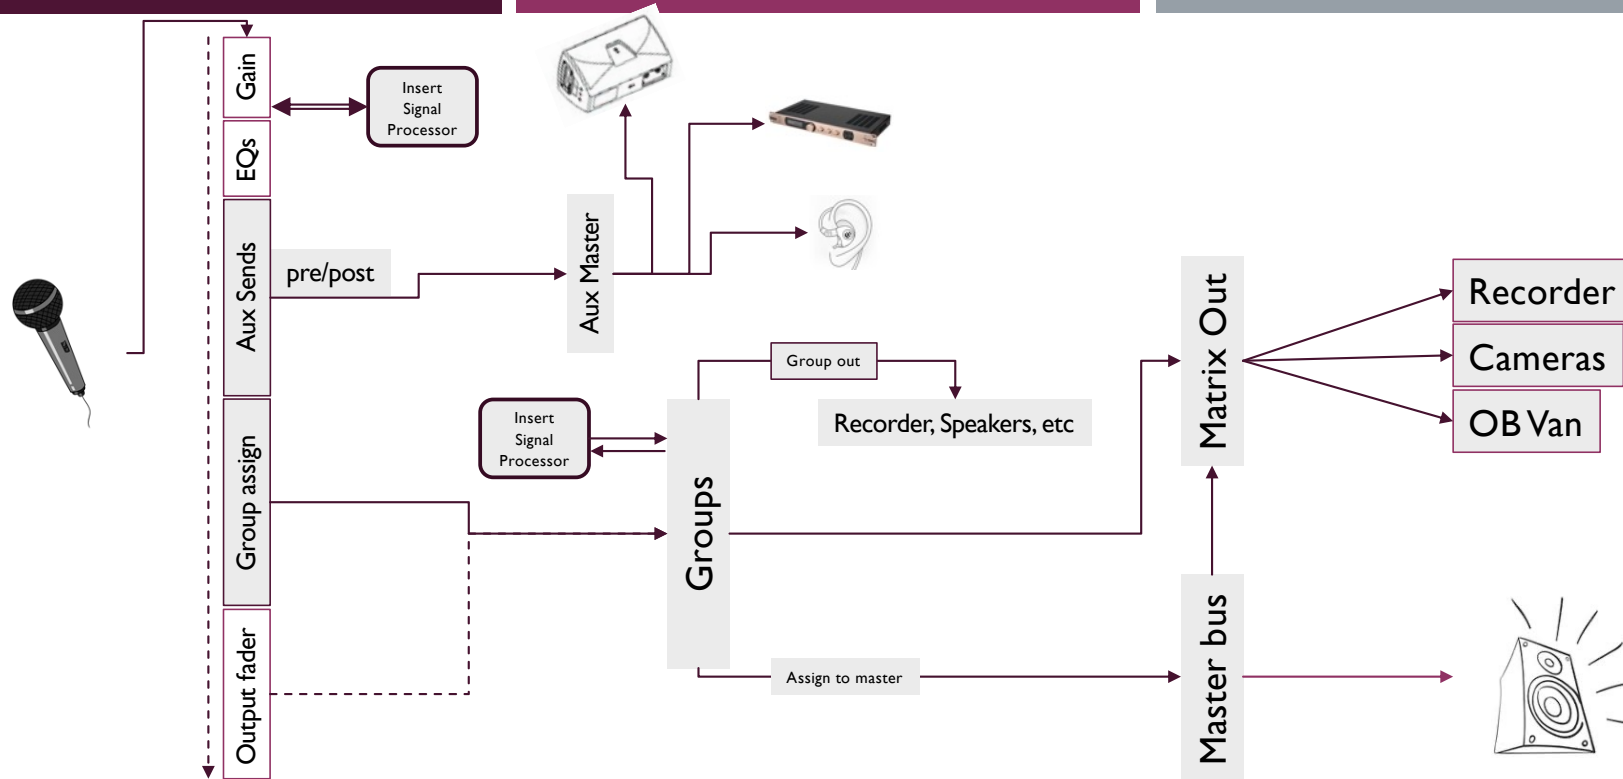 Gain
EQs
Aux Sends
Group assign
Output fader
Insert
Signal
Processor
pre/post
Aux Master
Insert
Signal
Processor
Groups
Group out
Recorder, Speakers, etc
Assign to master
Matrix Out
Master bus
Recorder
Cameras
OB Van